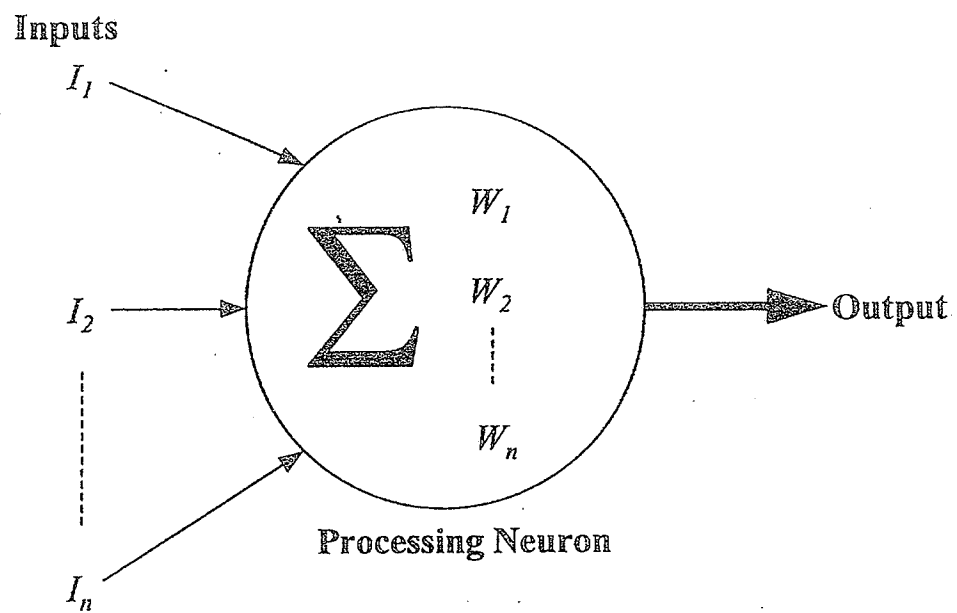 Inputs
I1
I2
In
Σ
W1
W2
Wn
Output
Processing Neuron